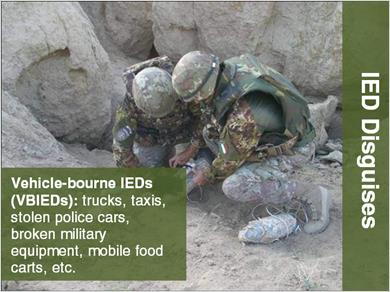 IED Disguises
Vehicle-bourne IEDs
(VBIEDs): trucks, taxis,
stolen police cars,
broken military
equipment, mobile food
carts, etc.